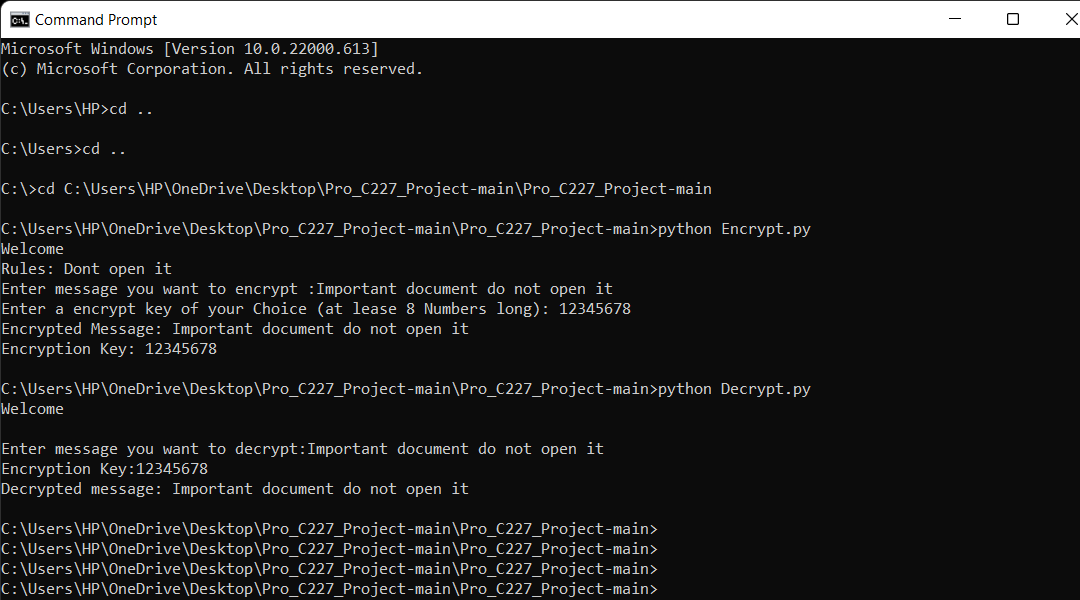 Command Prompt
Microsoft Windows [Version 10.0.22000.613]
(c) Microsoft Corporation. All rights reserved.
C:\Users\HP>cd ..
C:\Users>cd ..
C:\>cd C:\Users\HP\OneDrive\Desktop\Pro_C227_Project-main\Pro_C227_Project-main
C:\Users\HP\OneDrive\Desktop\Pro_C227_Project-main\Pro_C227_Project-main>python Encrypt.py
Welcome
Rules: Dont open it
Enter message you want to encrypt :Important document do not open it
Enter a encrypt key of your Choice (at lease 8 Numbers long): 12345678
Encrypted Message: Important document do not open it
Encryption Key: 12345678
C:\Users\HP\OneDrive\Desktop\Pro_C227_Project-main\Pro_C227_Project-main>python Decrypt.py
Welcome
Enter message you want to decrypt:Important document do not open it
Encryption Key:12345678
Decrypted message: Important document do not open it
C:\Users\HP\OneDrive\Desktop\Pro_C227_Project-main\Pro_C227_Project-main>
C:\Users\HP\OneDrive\Desktop\Pro_C227_Project-main\Pro_C227_Project-main>
C:\Users\HP\OneDrive\Desktop\Pro_C227_Project-main\Pro_C227_Project-main>
C:\Users\HP\OneDrive\Desktop\Pro_C227_Project-main\Pro_C227_Project-main>